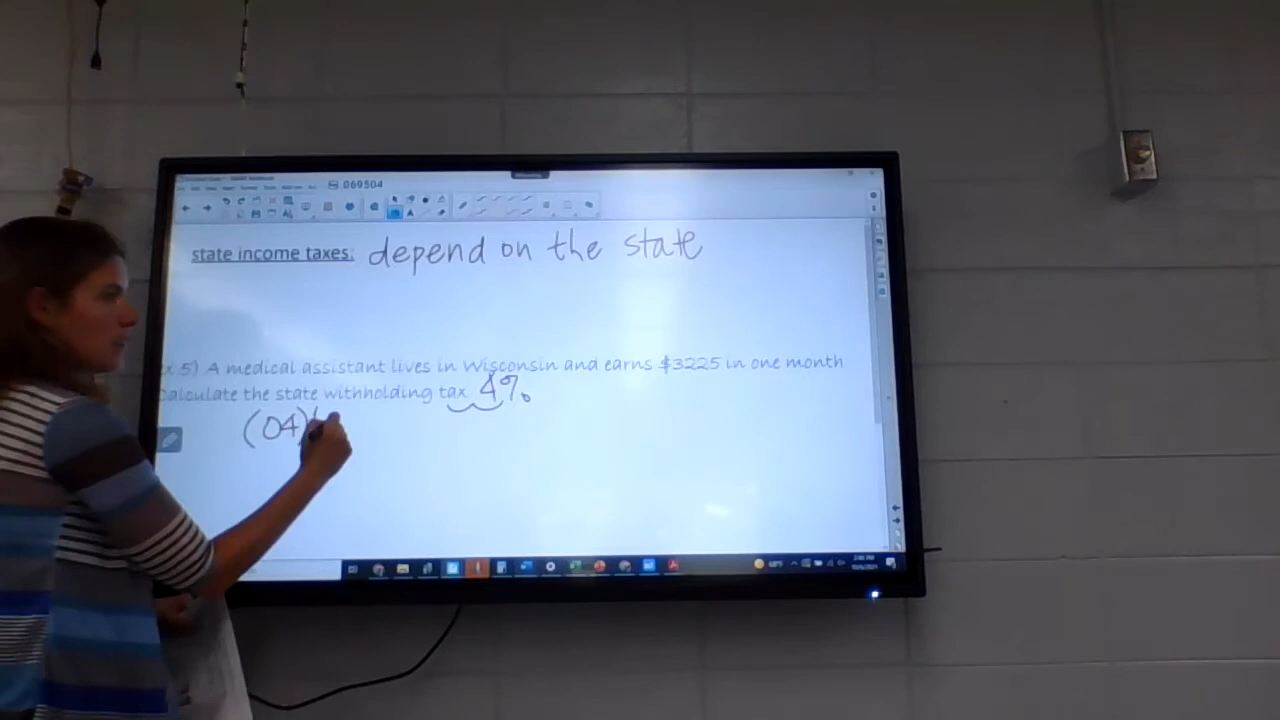 069504
state income taxes: depend on the state
x 5) A medical assistant lives in Wisconsin and earns $3225 in one month
Calculate the state withholding tax 4%
(04)(